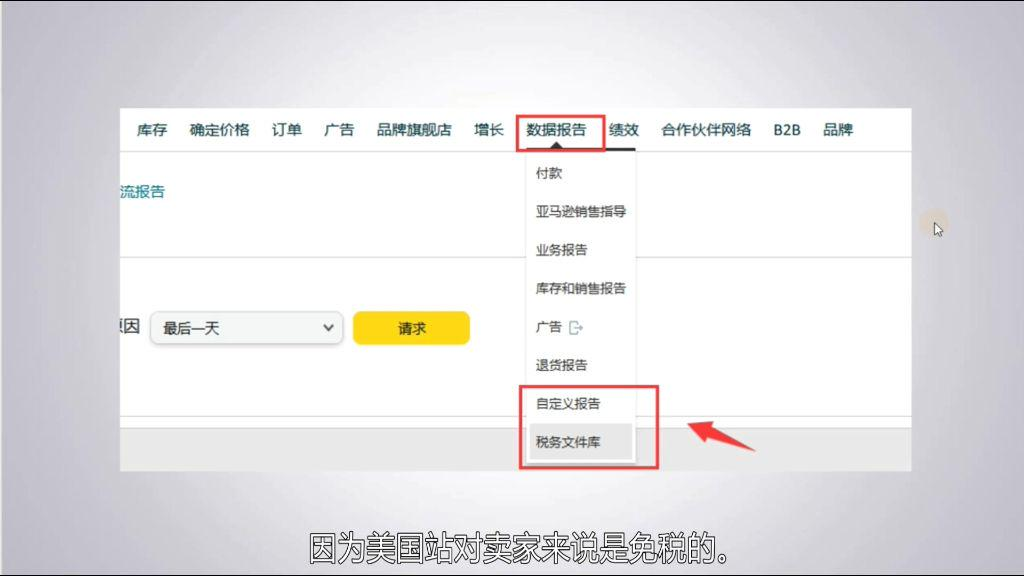 库存 确定价格 订单 广告 品牌旗舰店 增长 数据报告 绩效 合作伙伴网络 B2B 品牌
付款
流报告
亚马逊销售指导
业务报告
库存和销售报告
原因 最后一天 请求
广告
退货报告
自定义报告
税务文件库
因为美国站对卖家来说是免税的。